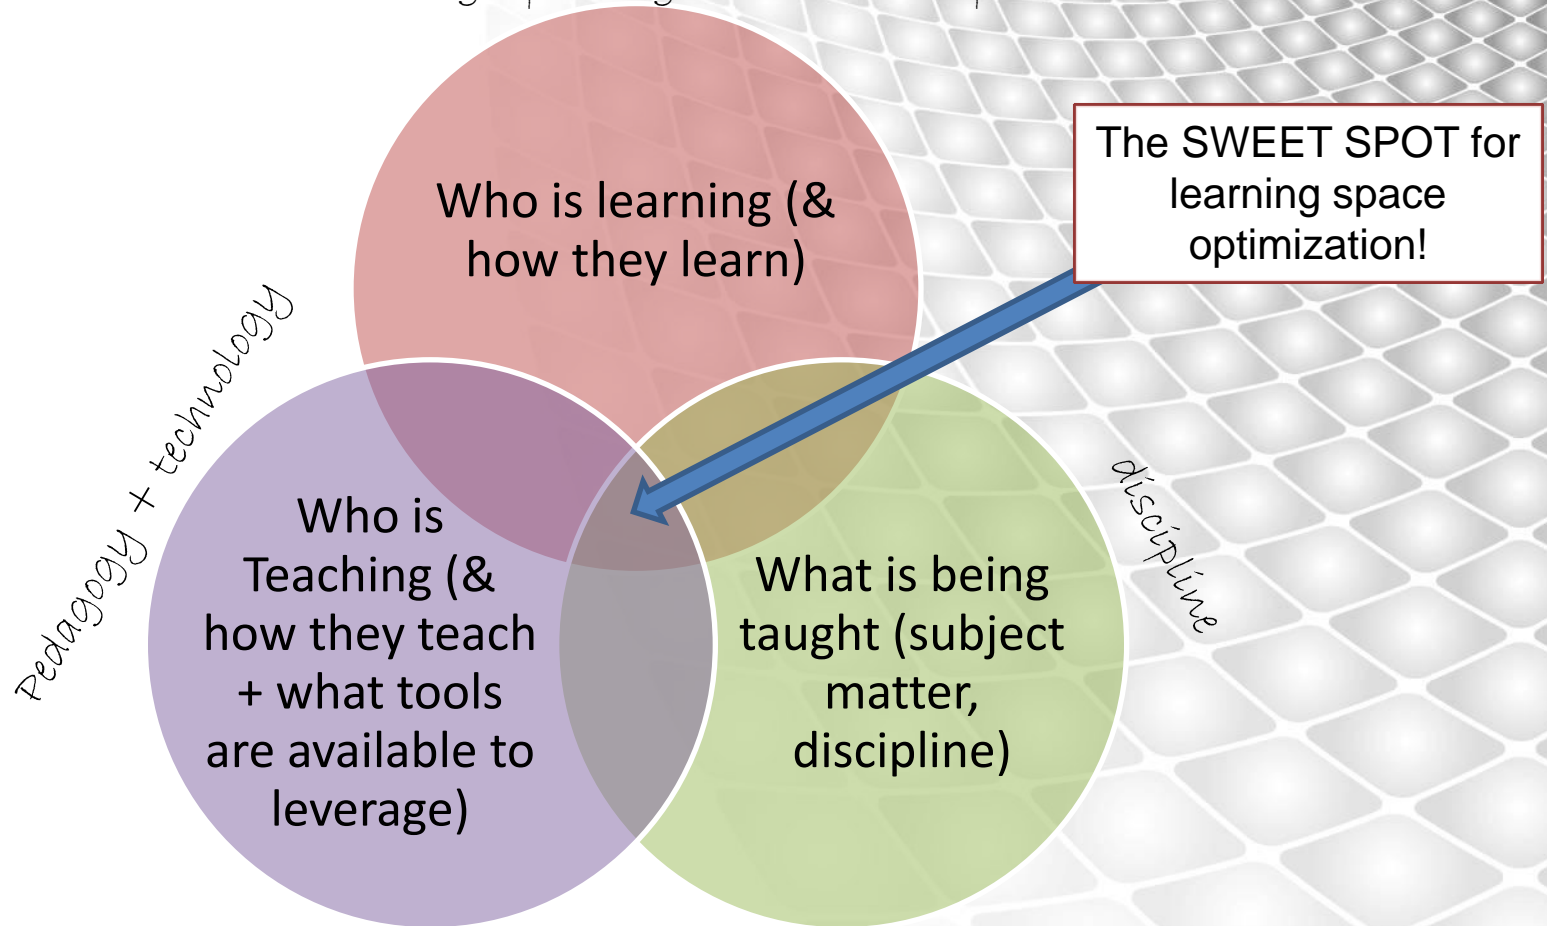 The SWEET SPOT for
learning space
optimization!
Who is learning (&
how they learn)
Pedagogy + technology
discipline
Who is
Teaching (&
how they teach
+ what tools
are available to
leverage)
What is being
taught (subject
matter,
discipline)